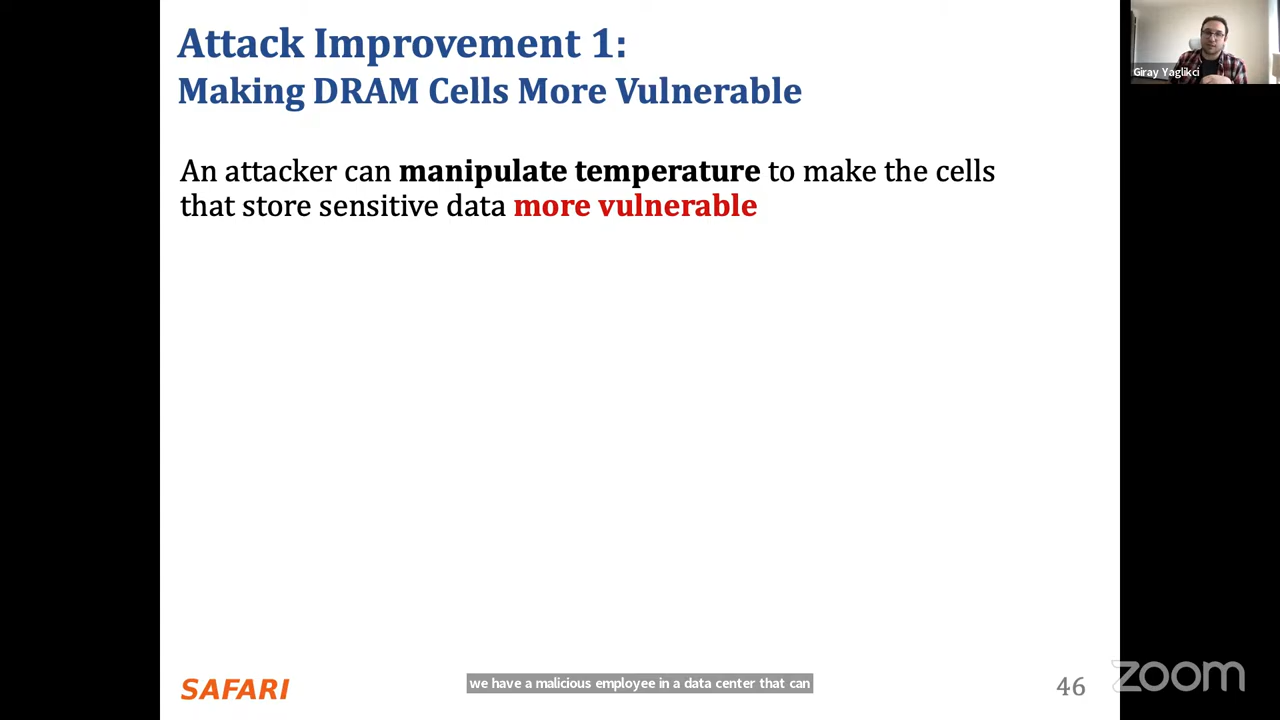 Attack Improvement 1:
Making DRAM Cells More Vulnerable
Giray Yaglikci
An attacker can manipulate temperature to make the cells
that store sensitive data more vulnerable
SAFARI
we have a malicious employee in a data center that can
46
zoom